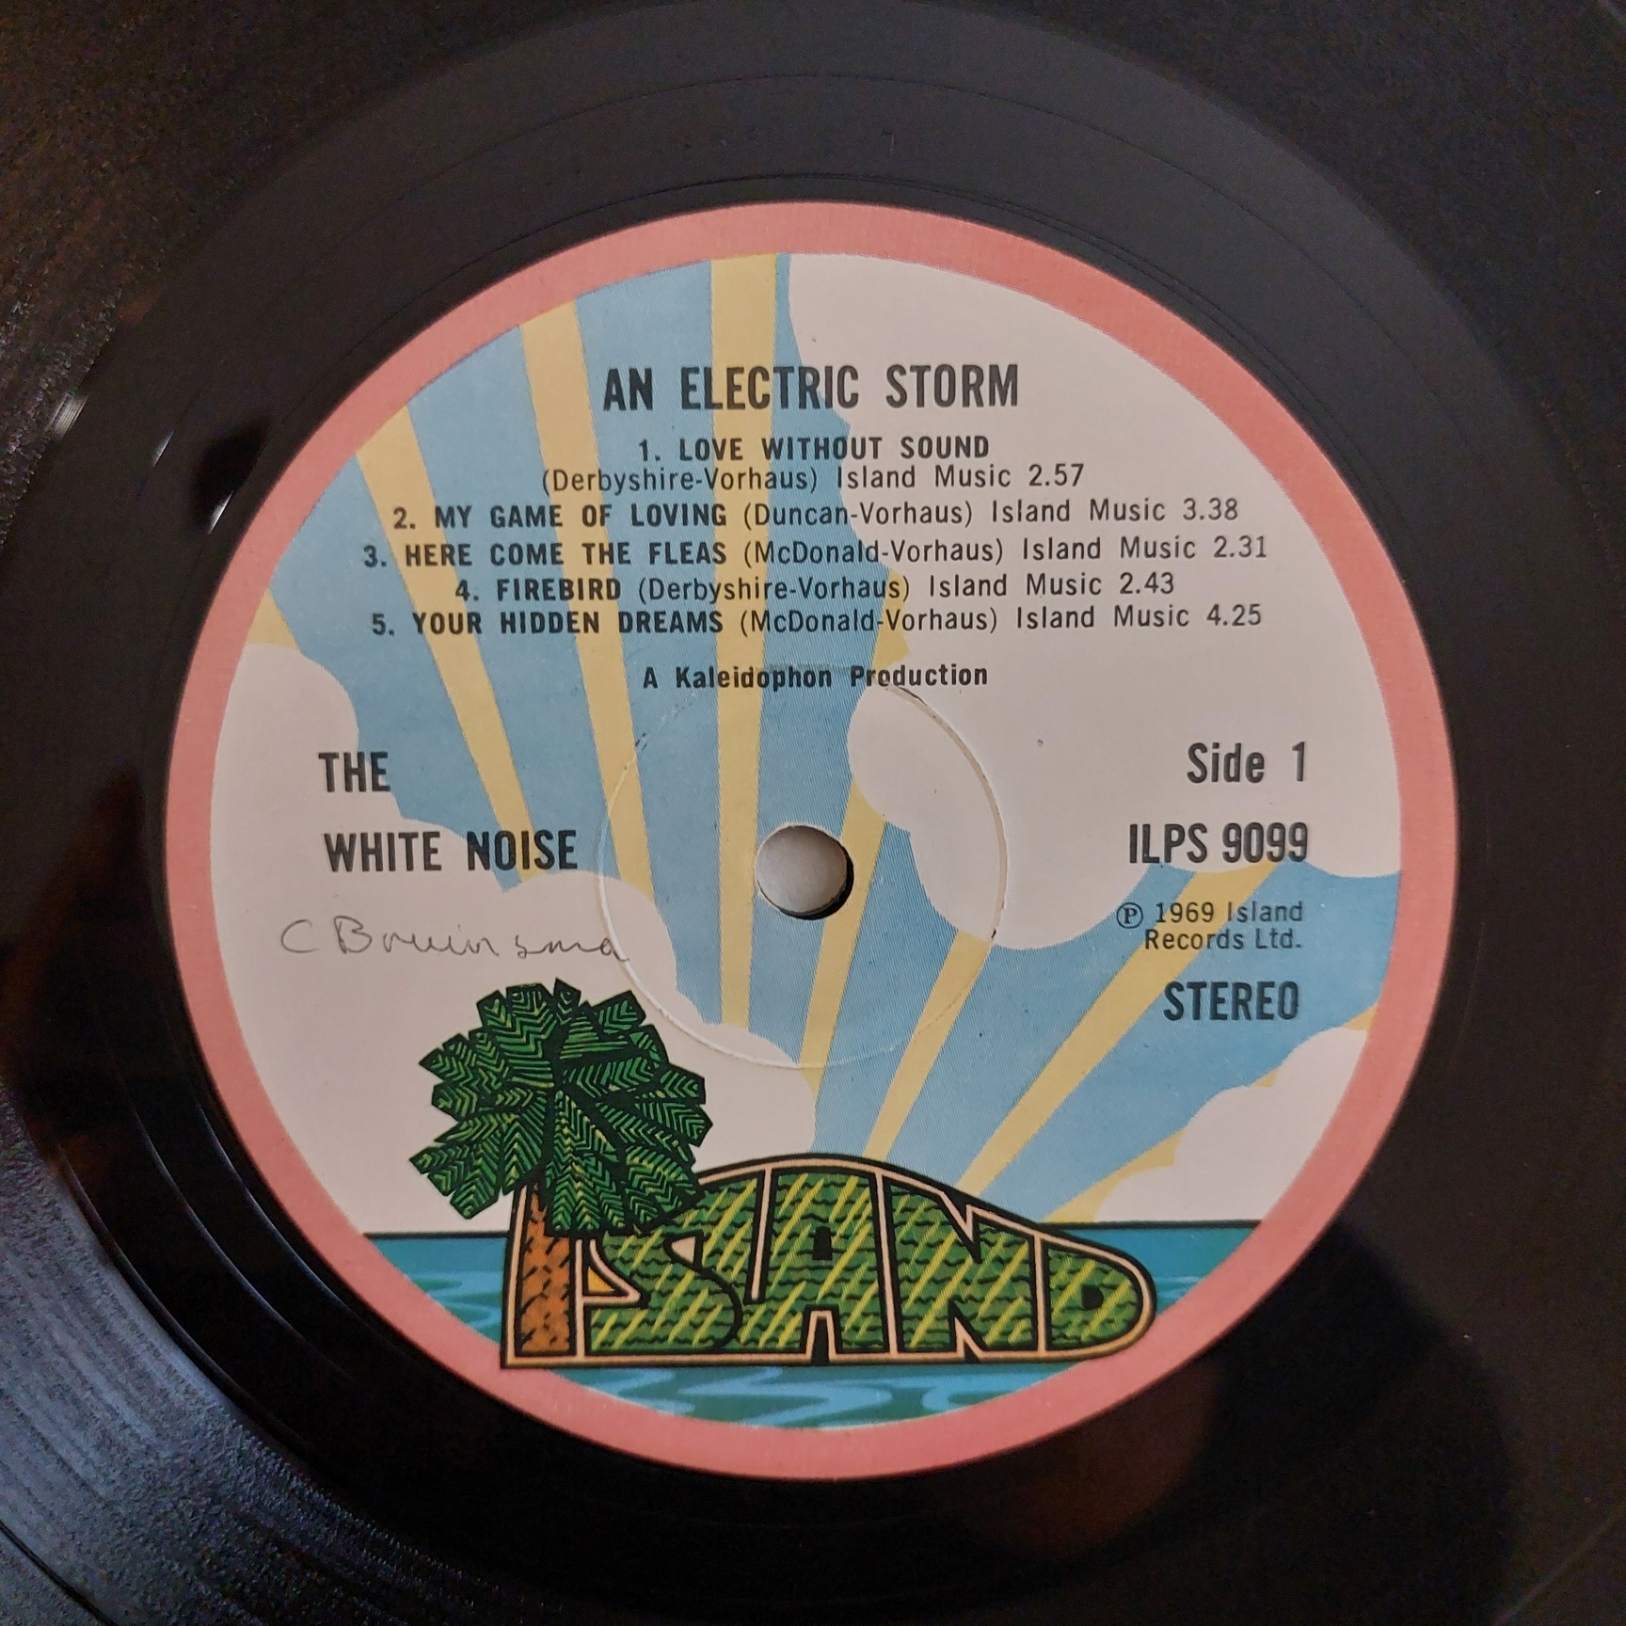 AN ELECTRIC STORM
1. LOVE WITHOUT SOUND
(Derbyshire-Vorhaus) Island Music 2.57
2. MY GAME OF LOVING (Duncan-Vorhaus) Island Music 3.38
3. HERE COME THE FLEAS (McDonald-Vorhaus) Island Music 2.31
4. FIREBIRD (Derbyshire-Vorhaus) Island Music 2.43
5. YOUR HIDDEN DREAMS (McDonald-Vorhaus) Island Music 4.25
A Kaleidophon Production
THE
WHITE NOISE
Side 1
ILPS 9099
℗ 1969 Island
Records Ltd.
STEREO
C Bruinsma
ISLAND